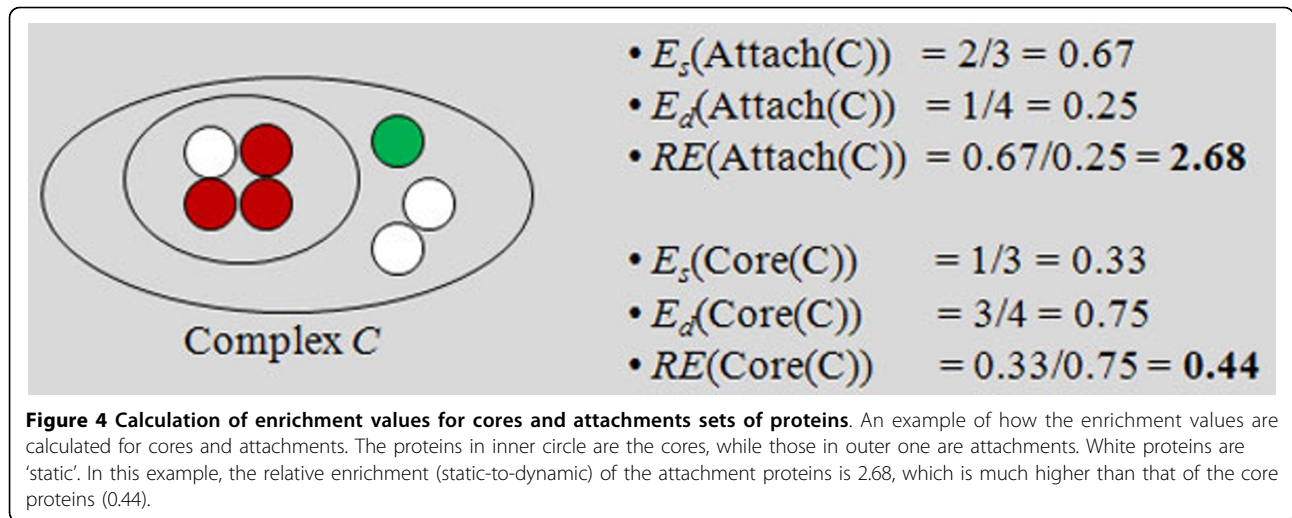 • Es(Attach(C)) = 2/3 = 0.67
• Ed(Attach(C)) = 1/4 = 0.25
• RE(Attach(C)) = 0.67/0.25 = 2.68
• Es(Core(C)) = 1/3 = 0.33
• Ed(Core(C)) = 3/4 = 0.75
• RE(Core(C)) = 0.33/0.75 = 0.44
Complex C
Figure 4 Calculation of enrichment values for cores and attachments sets of proteins. An example of how the enrichment values are
calculated for cores and attachments. The proteins in inner circle are the cores, while those in outer one are attachments. White proteins are
‘static’. In this example, the relative enrichment (static-to-dynamic) of the attachment proteins is 2.68, which is much higher than that of the core
proteins (0.44).